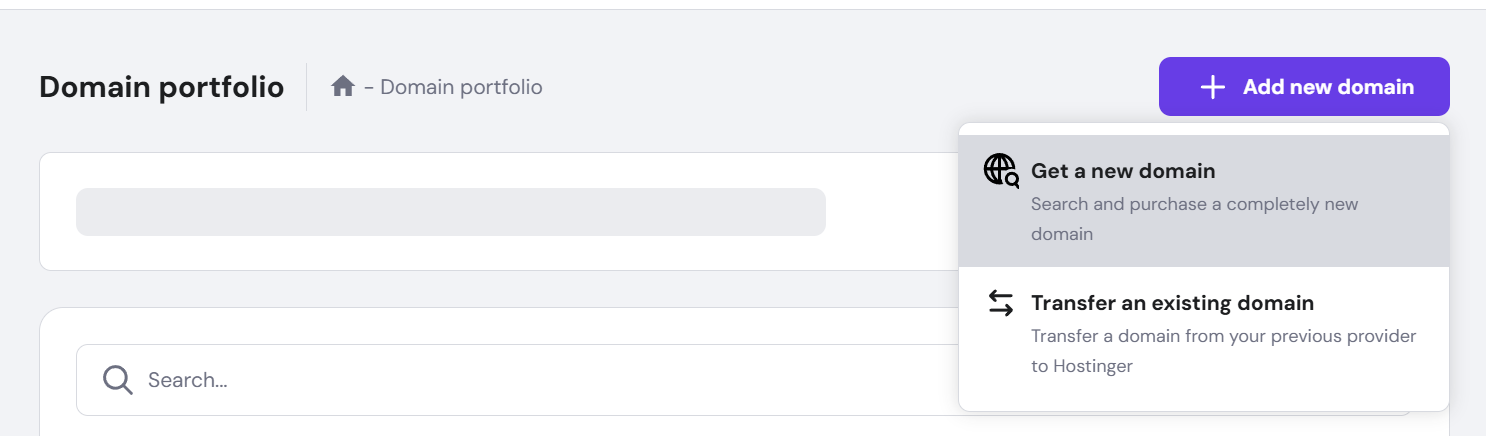 Domain portfolio
- Domain portfolio
Add new domain
Get a new domain
Search and purchase a completely new
domain
Transfer an existing domain
Transfer a domain from your previous provider
to Hostinger
Search...